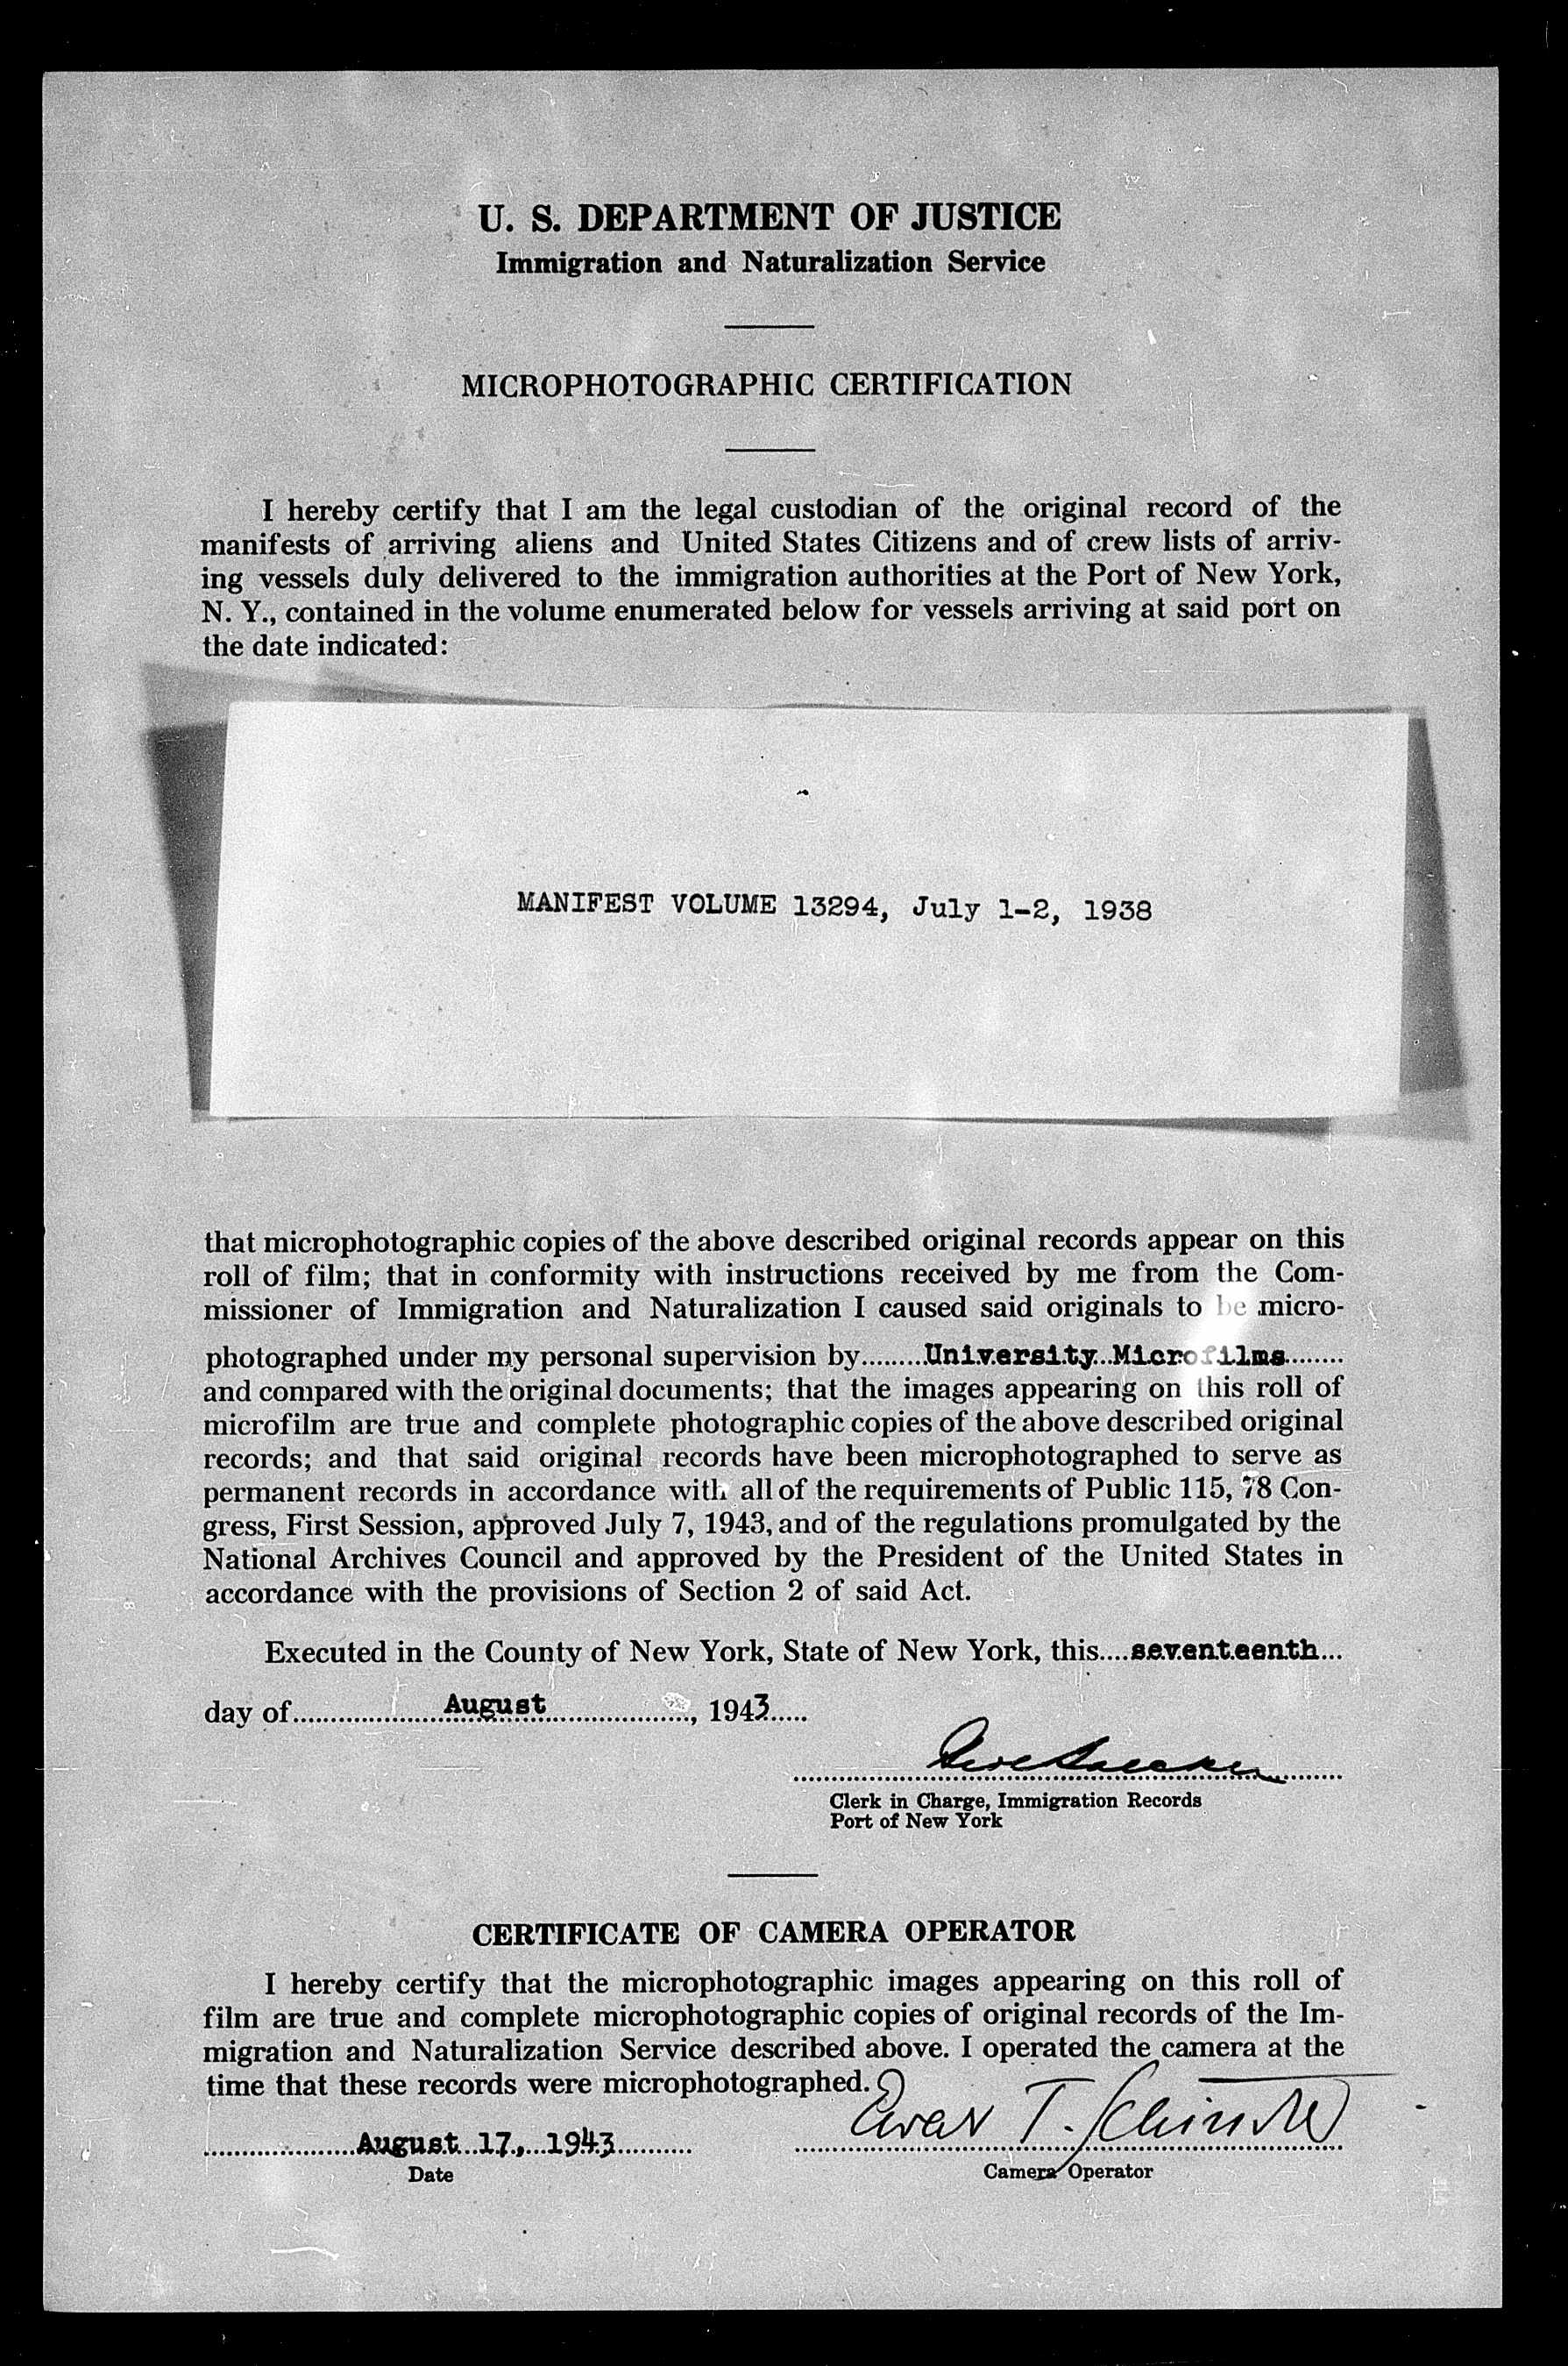 U. S. DEPARTMENT OF JUSTICE
Immigration and Naturalization Service
MICROPHOTOGRAPHIC CERTIFICATION
I hereby certify that I am the legal custodian of the original record of the
manifests of arriving aliens and United States Citizens and of crew lists of arriv-
ing vessels duly delivered to the immigration authorities at the Port of New York,
N. Y., contained in the volume enumerated below for vessels arriving at said port on
the date indicated:
MANIFEST VOLUME 13294, July 1-2, 1938
that microphotographic copies of the above described original records appear on this
roll of film; that in conformity with instructions received by me from the Com-
missioner of Immigration and Naturalization I caused said originals to be micro-
photographed under my personal supervision by........University Microfilms........
and compared with the original documents; that the images appearing on this roll of
microfilm are true and complete photographic copies of the above described original
records; and that said original records have been microphotographed to serve as
permanent records in accordance with all of the requirements of Public 115, 78 Con-
gress, First Session, approved July 7, 1943, and of the regulations promulgated by the
National Archives Council and approved by the President of the United States in
accordance with the provisions of Section 2 of said Act.
Executed in the County of New York, State of New York, this....seventeenth...
day of......................August......................, 1943......
Clerk in Charge, Immigration Records
Port of New York
CERTIFICATE OF CAMERA OPERATOR
I hereby certify that the microphotographic images appearing on this roll of
film are true and complete microphotographic copies of original records of the Im-
migration and Naturalization Service described above. I operated the camera at the
time that these records were microphotographed.
T.
August 17, 1943
Date
Camera Operator